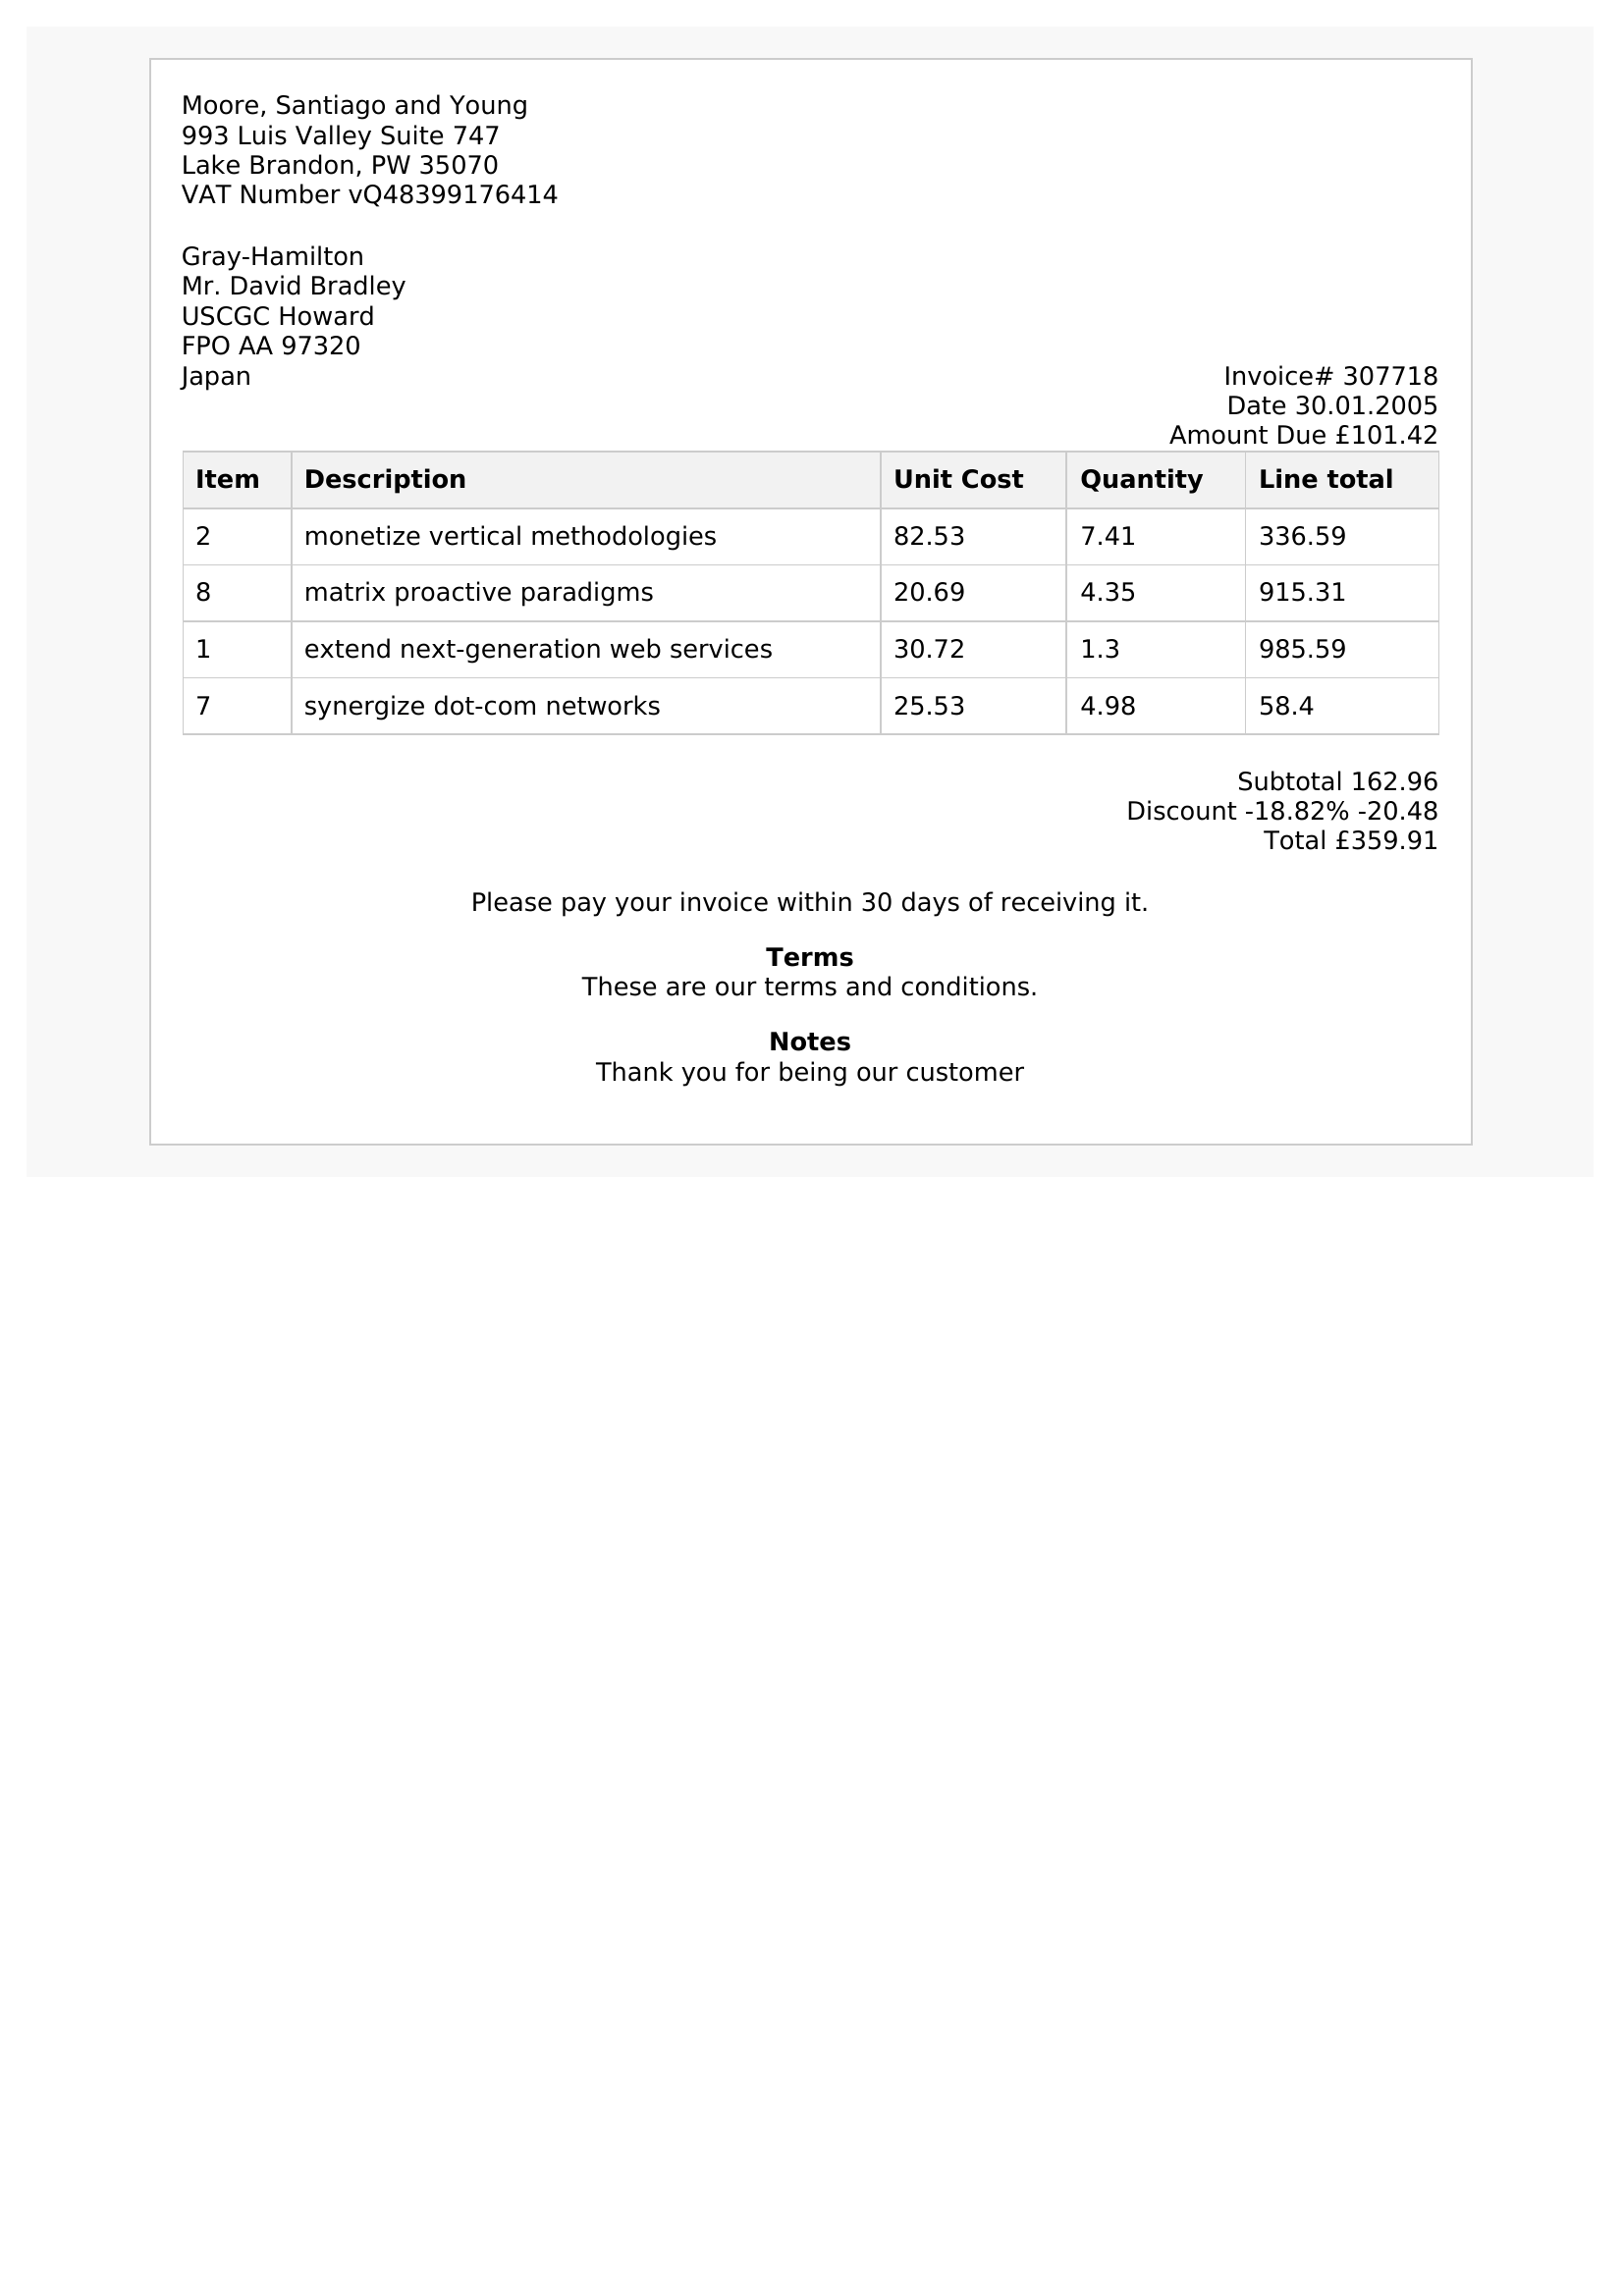 Moore, Santiago and Young
993 Luis Valley Suite 747
Lake Brandon, PW 35070
VAT Number vQ48399176414
Gray-Hamilton
Mr. David Bradley
USCGC Howard
FPO AA 97320
Japan
Invoice# 307718
Date 30.01.2005
Amount Due £101.42
Item Description Unit Cost Quantity Line total
2 monetize vertical methodologies 82.53 7.41 336.59
8 matrix proactive paradigms 20.69 4.35 915.31
1 extend next-generation web services 30.72 1.3 985.59
7 synergize dot-com networks 25.53 4.98 58.4
Subtotal 162.96
Discount -18.82% -20.48
Total £359.91
Please pay your invoice within 30 days of receiving it.
Terms
These are our terms and conditions.
Notes
Thank you for being our customer